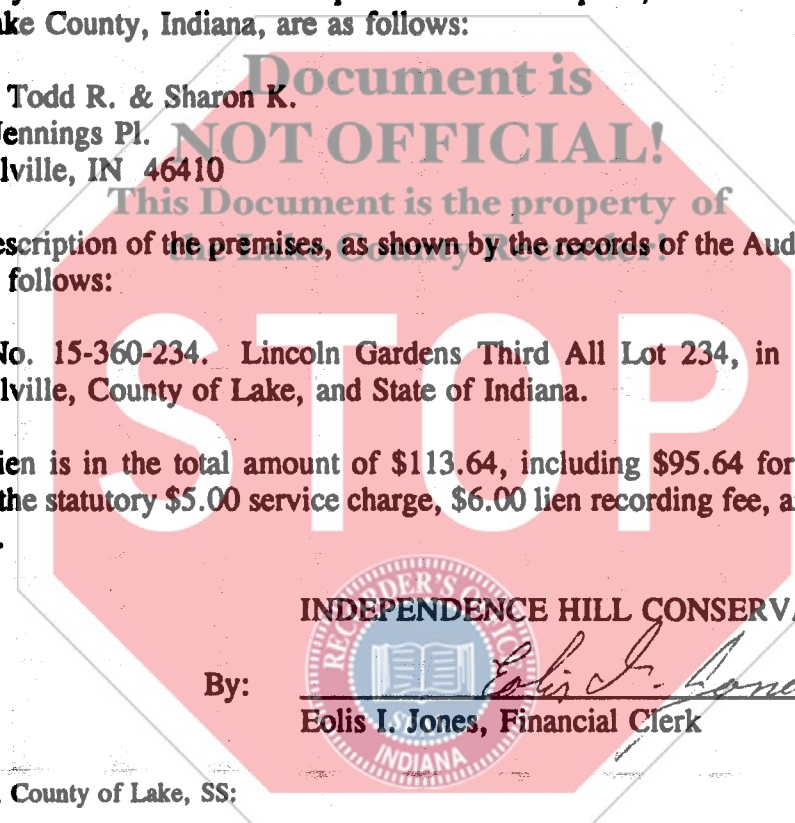 ake County, Indiana, are as follows:
Document is
Todd R. & Sharon K.
Jennings Pl.
NOT OFFICIAL!
lville, IN 46410
This Document is the property of
escription of the premises, as shown by the records of the Aud
the Lake County Recorder!
follows:
No. 15-360-234. Lincoln Gardens Third All Lot 234, in
lville, County of Lake, and State of Indiana.
STOP
ien is in the total amount of $113.64, including $95.64 for
the statutory $5.00 service charge, $6.00 lien recording fee, a
INDEPENDENCE HILL CONSERVA
RECORDER'S OFFICE
By: Eolis I. Jones
Eolis I. Jones, Financial Clerk
INDIANA
County of Lake, SS: